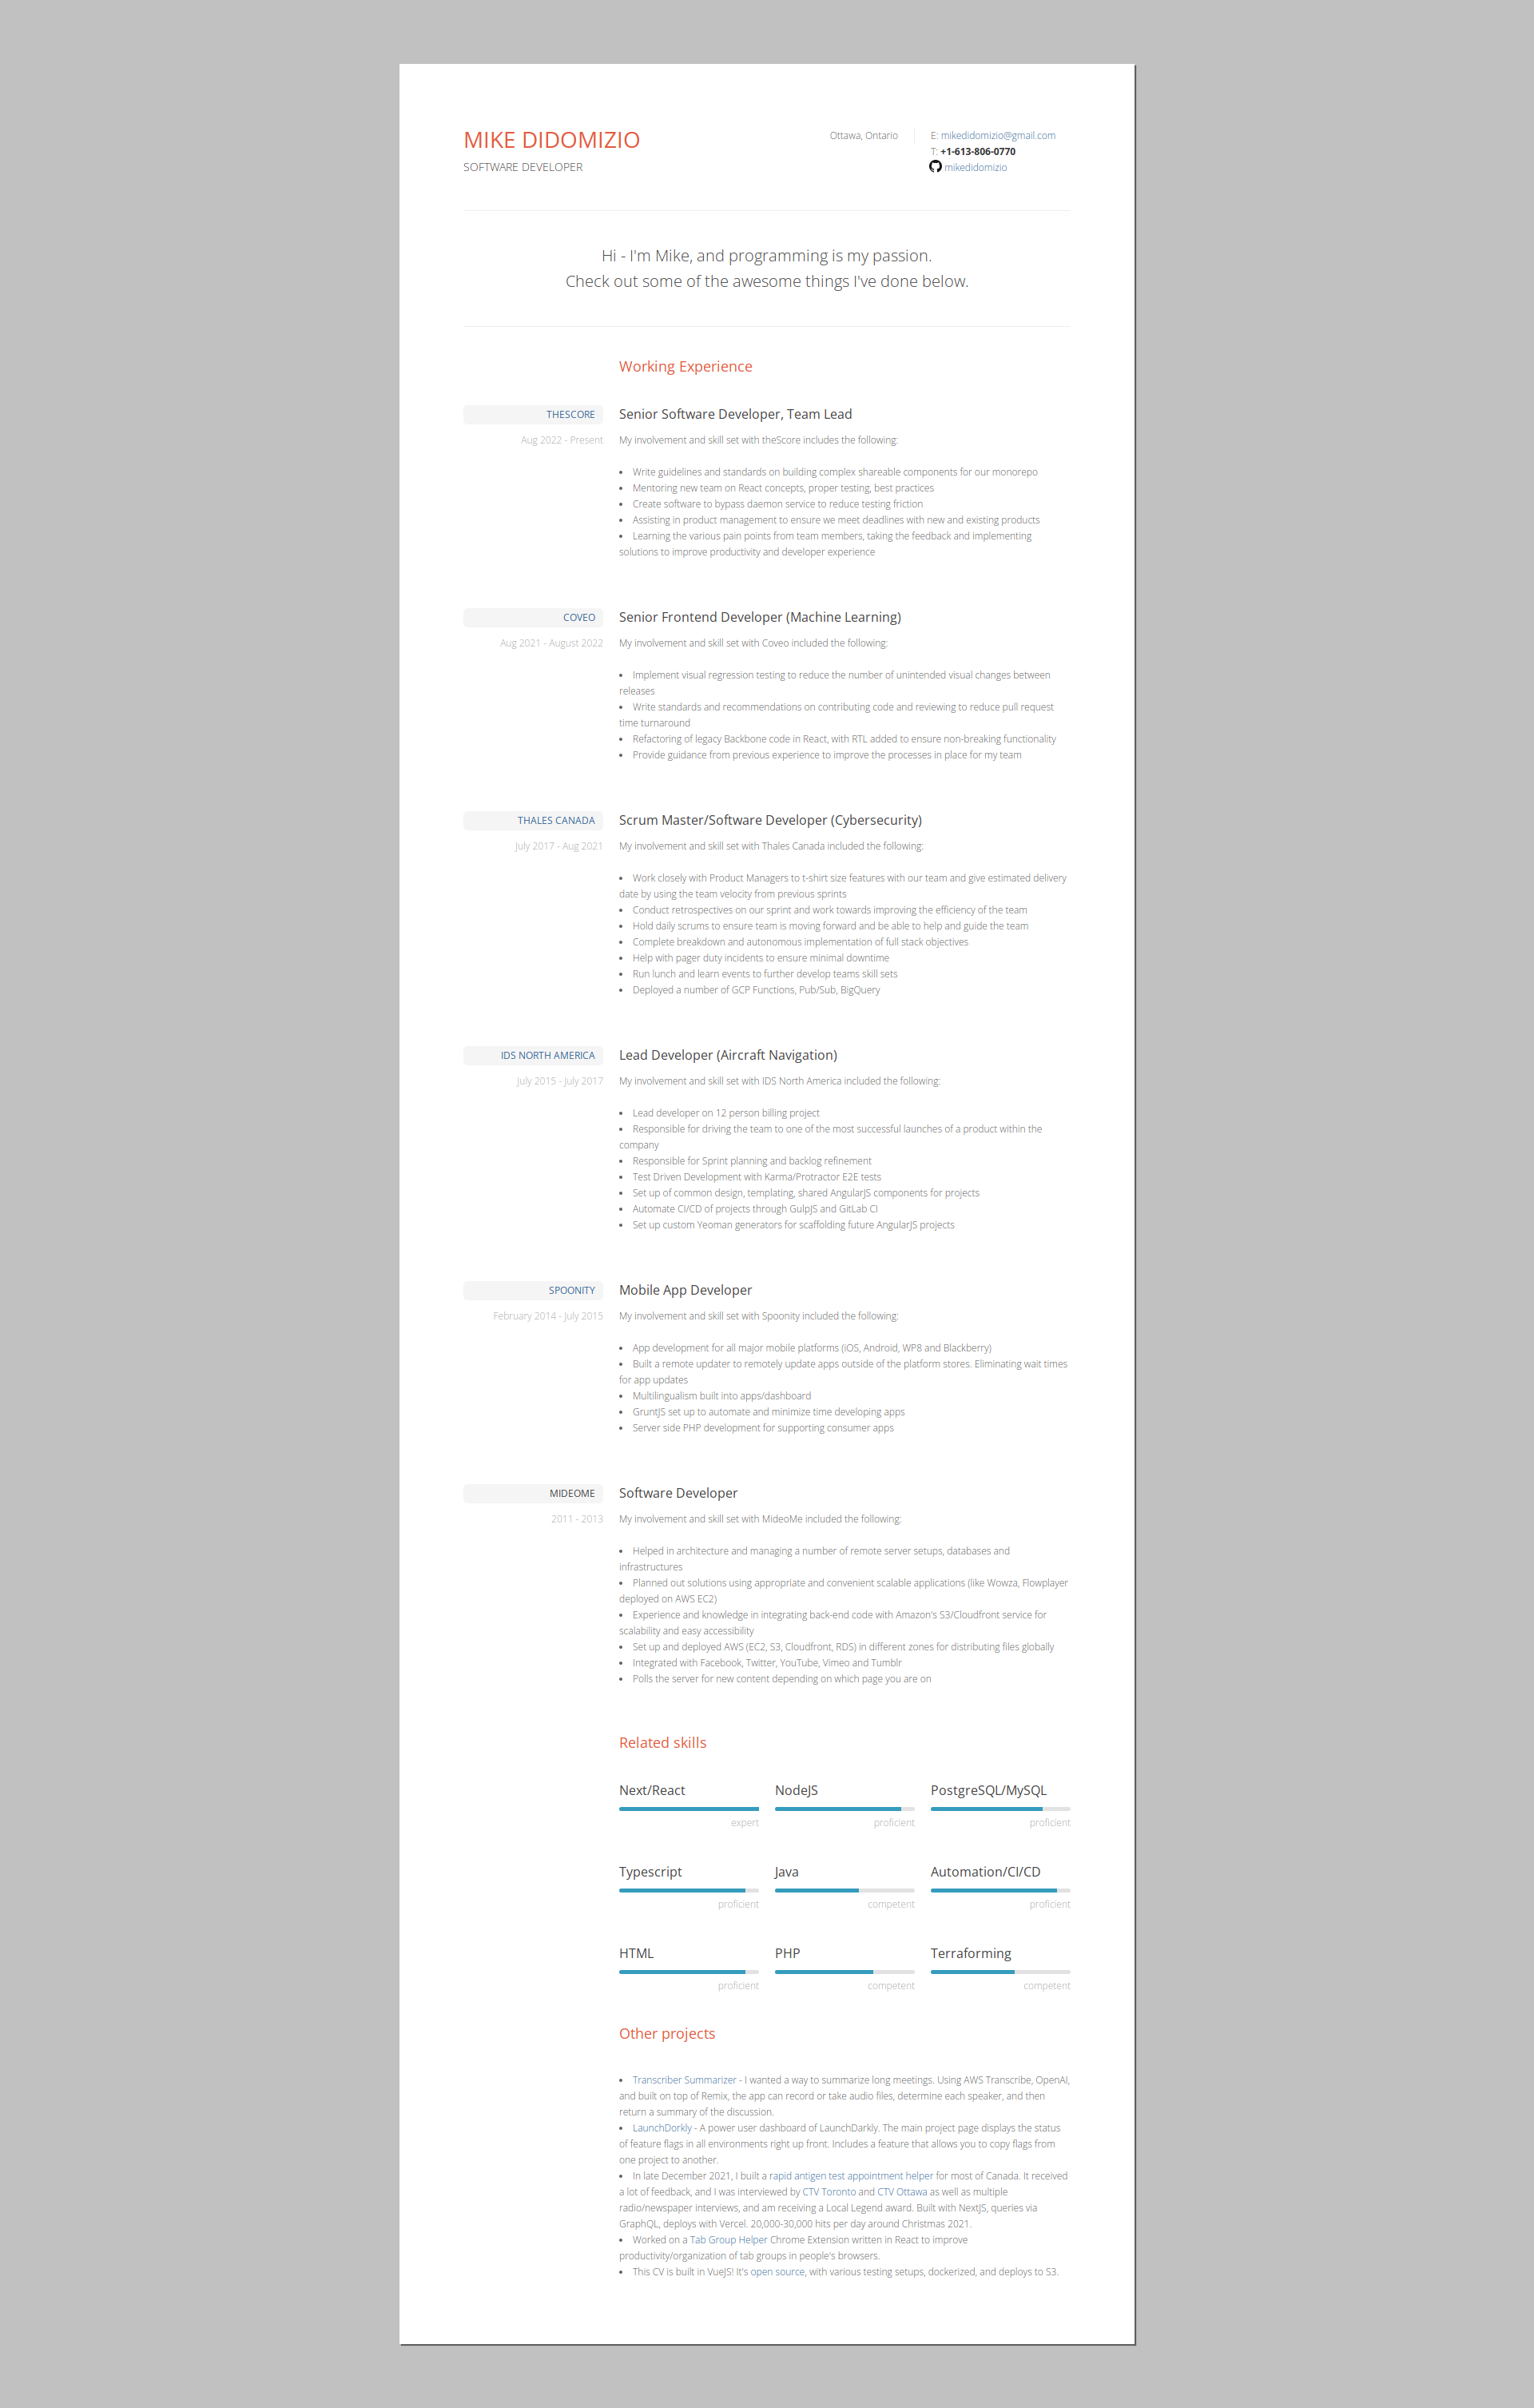 MIKE DIDOMIZIO
SOFTWARE DEVELOPER
Ottawa, Ontario
E: mikedidomizio@gmail.com
T: +1-613-806-0770
mikedidomizio
Hi - I'm Mike, and programming is my passion.
Check out some of the awesome things I've done below.
Working Experience
THESCORE
Aug 2022 - Present
Senior Software Developer, Team Lead
My involvement and skill set with theScore includes the following:
• Write guidelines and standards on building complex shareable components for our monorepo
• Mentoring new team on React concepts, proper testing, best practices
• Create software to bypass daemon service to reduce testing friction
• Assisting in product management to ensure we meet deadlines with new and existing products
• Learning the various pain points from team members, taking the feedback and implementing
solutions to improve productivity and developer experience
COVEO
Aug 2021 - August 2022
Senior Frontend Developer (Machine Learning)
My involvement and skill set with Coveo included the following:
• Implement visual regression testing to reduce the number of unintended visual changes between
releases
• Write standards and recommendations on contributing code and reviewing to reduce pull request
time turnaround
• Refactoring of legacy Backbone code in React, with RTL added to ensure non-breaking functionality
• Provide guidance from previous experience to improve the processes in place for my team
THALES CANADA
July 2017 - Aug 2021
Scrum Master/Software Developer (Cybersecurity)
My involvement and skill set with Thales Canada included the following:
• Work closely with Product Managers to t-shirt size features with our team and give estimated delivery
date by using the team velocity from previous sprints
• Conduct retrospectives on our sprint and work towards improving the efficiency of the team
• Hold daily scrums to ensure team is moving forward and be able to help and guide the team
• Complete breakdown and autonomous implementation of full stack objectives
• Help with pager duty incidents to ensure minimal downtime
• Run lunch and learn events to further develop teams skill sets
• Deployed a number of GCP Functions, Pub/Sub, BigQuery
IDS NORTH AMERICA
July 2015 - July 2017
Lead Developer (Aircraft Navigation)
My involvement and skill set with IDS North America included the following:
• Lead developer on 12 person billing project
• Responsible for driving the team to one of the most successful launches of a product within the
company
• Responsible for Sprint planning and backlog refinement
• Test Driven Development with Karma/Protractor E2E tests
• Set up of common design, templating, shared AngularJS components for projects
• Automate CI/CD of projects through GulpJS and GitLab CI
• Set up custom Yeoman generators for scaffolding future AngularJS projects
SPOONITY
February 2014 - July 2015
Mobile App Developer
My involvement and skill set with Spoonity included the following:
• App development for all major mobile platforms (iOS, Android, WP8 and Blackberry)
• Built a remote updater to remotely update apps outside of the platform stores. Eliminating wait times
for app updates
• Multilingualism built into apps/dashboard
• GruntJS set up to automate and minimize time developing apps
• Server side PHP development for supporting consumer apps
MIDEOME
2011 - 2013
Software Developer
My involvement and skill set with MideoMe included the following:
• Helped in architecture and managing a number of remote server setups, databases and
infrastructures
• Planned out solutions using appropriate and convenient scalable applications (like Wowza, Flowplayer
deployed on AWS EC2)
• Experience and knowledge in integrating back-end code with Amazon's S3/Cloudfront service for
scalability and easy accessibility
• Set up and deployed AWS (EC2, S3, Cloudfront, RDS) in different zones for distributing files globally
• Integrated with Facebook, Twitter, YouTube, Vimeo and Tumblr
• Polls the server for new content depending on which page you are on
Related skills
Next/React
expert
NodeJS
proficient
PostgreSQL/MySQL
proficient
Typescript
proficient
Java
competent
Automation/CI/CD
proficient
HTML
proficient
PHP
competent
Terraforming
competent
Other projects
• Transcriber Summarizer - I wanted a way to summarize long meetings. Using AWS Transcribe, OpenAI,
and built on top of Remix, the app can record or take audio files, determine each speaker, and then
return a summary of the discussion.
• LaunchDorkly - A power user dashboard of LaunchDarkly. The main project page displays the status
of feature flags in all environments right up front. Includes a feature that allows you to copy flags from
one project to another.
• In late December 2021, I built a rapid antigen test appointment helper for most of Canada. It received
a lot of feedback, and I was interviewed by CTV Toronto and CTV Ottawa as well as multiple
radio/newspaper interviews, and am receiving a Local Legend award. Built with NextJS, queries via
GraphQL, deploys with Vercel. 20,000-30,000 hits per day around Christmas 2021.
• Worked on a Tab Group Helper Chrome Extension written in React to improve
productivity/organization of tab groups in people's browsers.
• This CV is built in VueJS! It's open source, with various testing setups, dockerized, and deploys to S3.